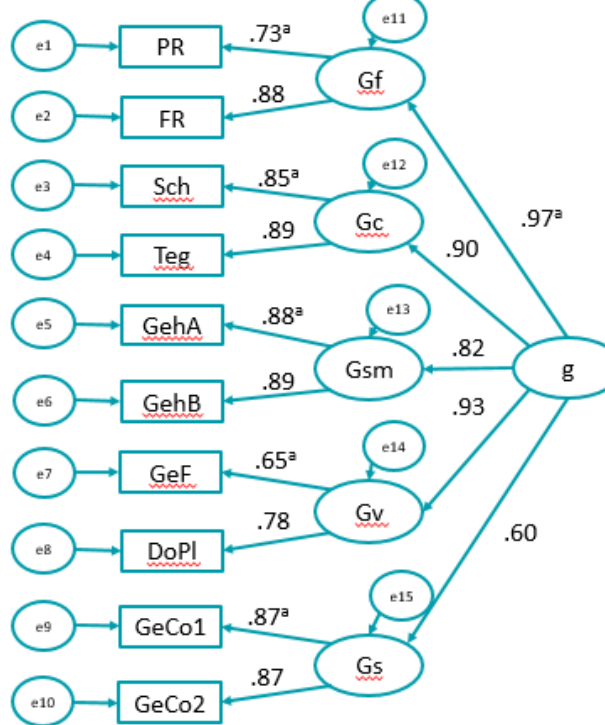 e11
e1
PR
.73ª
Gf
e2
FR
.88
e12
e3
Sch
.85ª
Gc
.97ª
e4
Teg
.89
.90
e13
e5
GehA
.88ª
Gsm
.82
g
e6
GehB
.89
.93
e14
e7
GeF
.65ª
Gv
e8
DoPl
.78
.60
e15
e9
GeCo1
.87ª
Gs
e10
GeCo2
.87